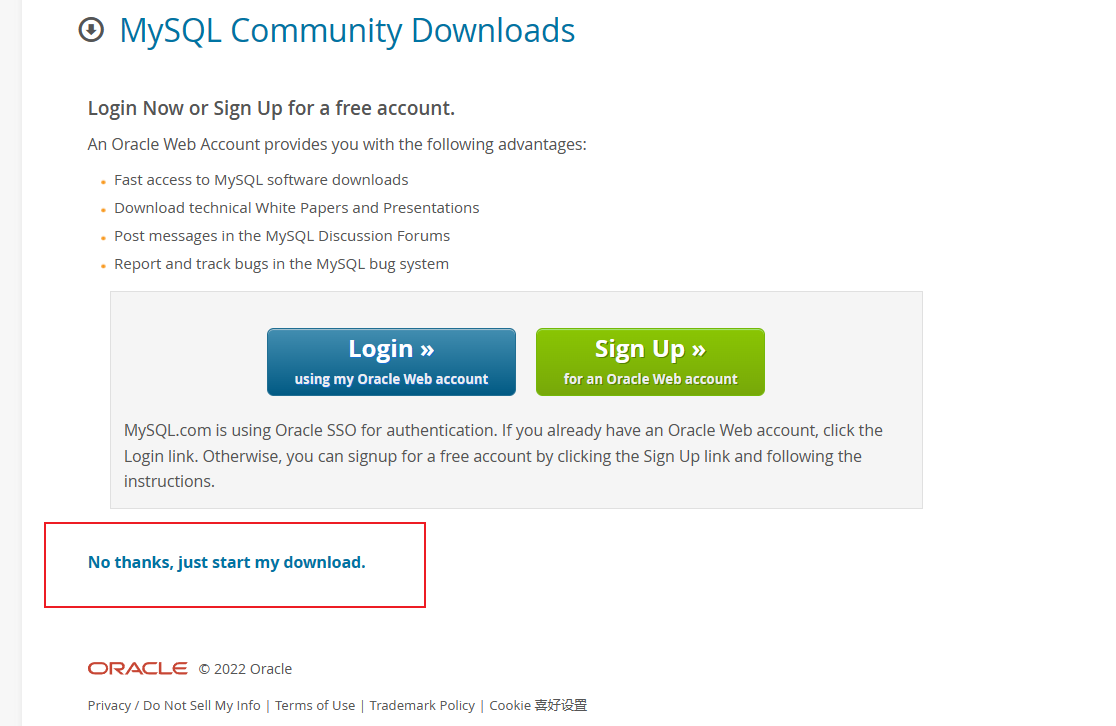 MySQL Community Downloads
Login Now or Sign Up for a free account.
An Oracle Web Account provides you with the following advantages:
Fast access to MySQL software downloads
Download technical White Papers and Presentations
Post messages in the MySQL Discussion Forums
Report and track bugs in the MySQL bug system
Login »
using my Oracle Web account
Sign Up »
for an Oracle Web account
MySQL.com is using Oracle SSO for authentication. If you already have an Oracle Web account, click the
Login link. Otherwise, you can signup for a free account by clicking the Sign Up link and following the
instructions.
No thanks, just start my download.
ORACLE © 2022 Oracle
Privacy / Do Not Sell My Info | Terms of Use | Trademark Policy | Cookie 喜好设置